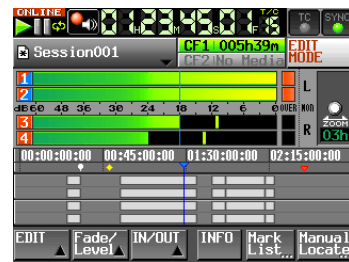 ONLINE T/C TC SYNC
01H23M45S01F6
Session001 CF1 005h39m EDIT
CF2 No Media MODE
1
2 L
dB60 48 36 30 24 18 12 6 0 OVER MON
3 ZOOM
4 R 03h
00:00:00:00 00:45:00:00 01:30:00:00 02:15:00:00
EDIT Fade/ IN/OUT INFO Mark Manual
Level List... Locate...